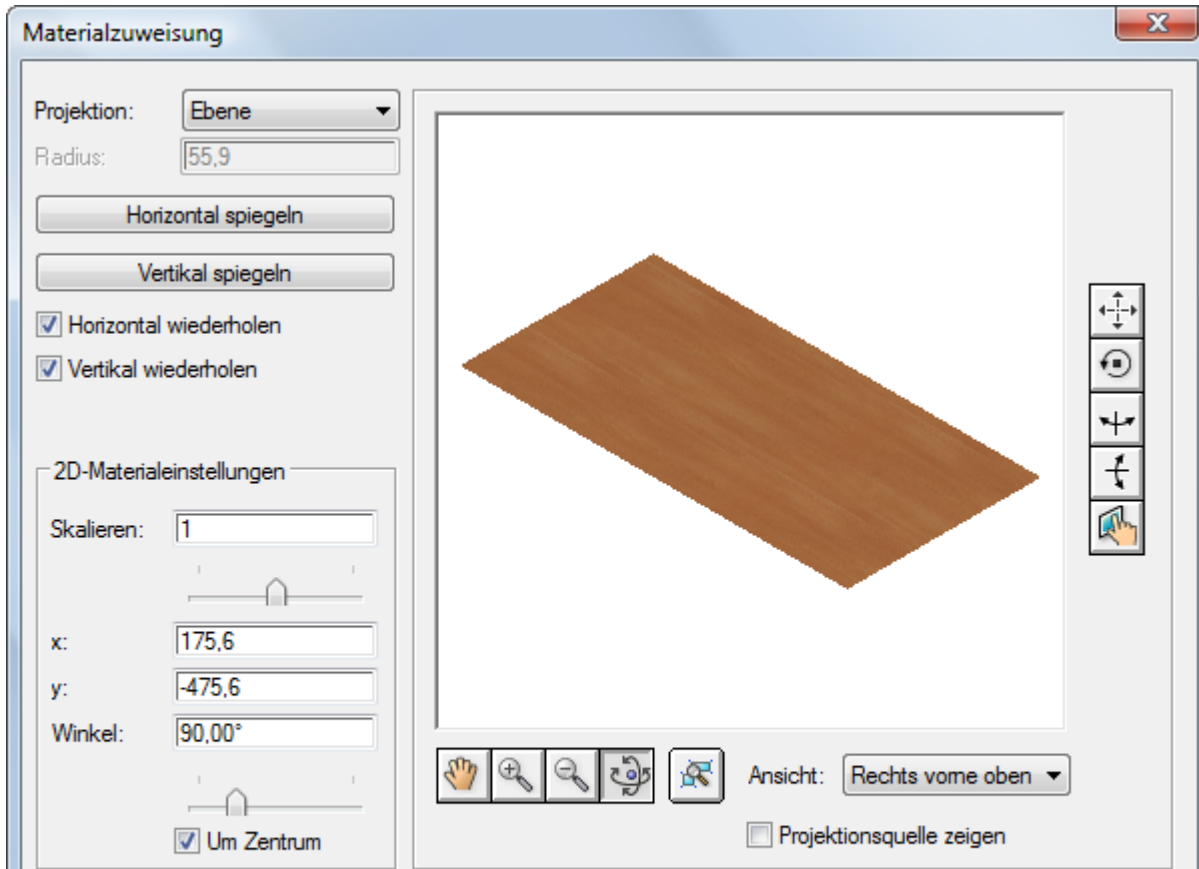 Materialzuweisung
Projektion: Ebene
Radius: 55,9
Horizontal spiegeln
Vertikal spiegeln
Horizontal wiederholen
Vertikal wiederholen
2D-Materialeinstellungen
Skalieren: 1
x: 175,6
y: -475,6
Winkel: 90,00°
Um Zentrum
Ansicht: Rechts vorne oben
Projektionsquelle zeigen